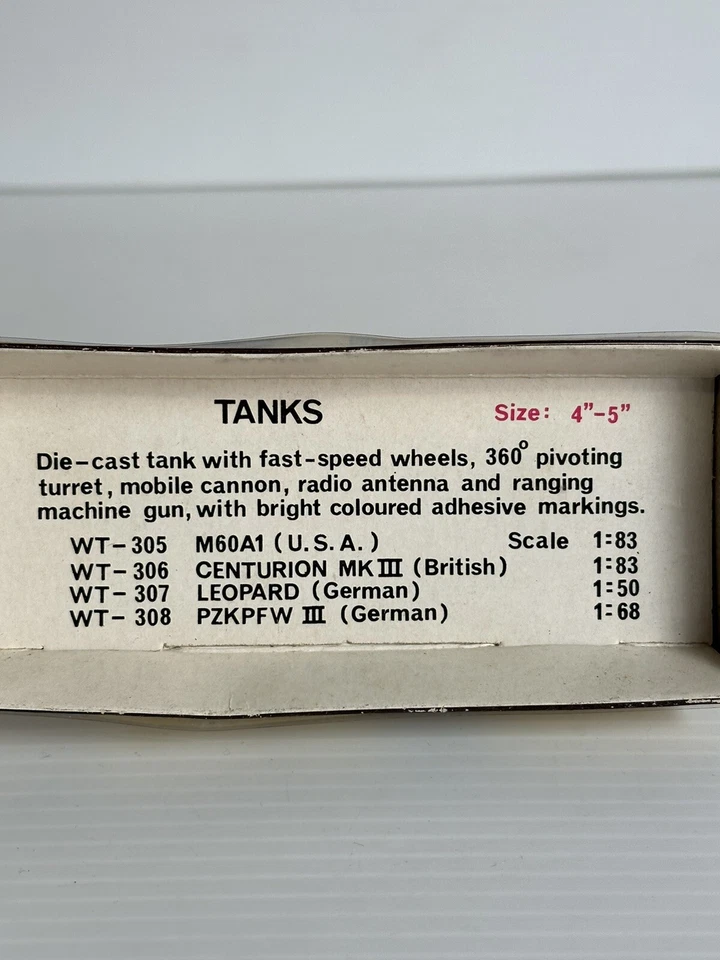 TANKS Size: 4”-5”
Die-cast tank with fast-speed wheels, 360° pivoting
turret, mobile cannon, radio antenna and ranging
machine gun, with bright coloured adhesive markings.
WT-305 M60A1 (U.S.A.) Scale 1:83
WT-306 CENTURION MK III (British) 1:83
WT-307 LEOPARD (German) 1:50
WT-308 PZKPFW III (German) 1:68